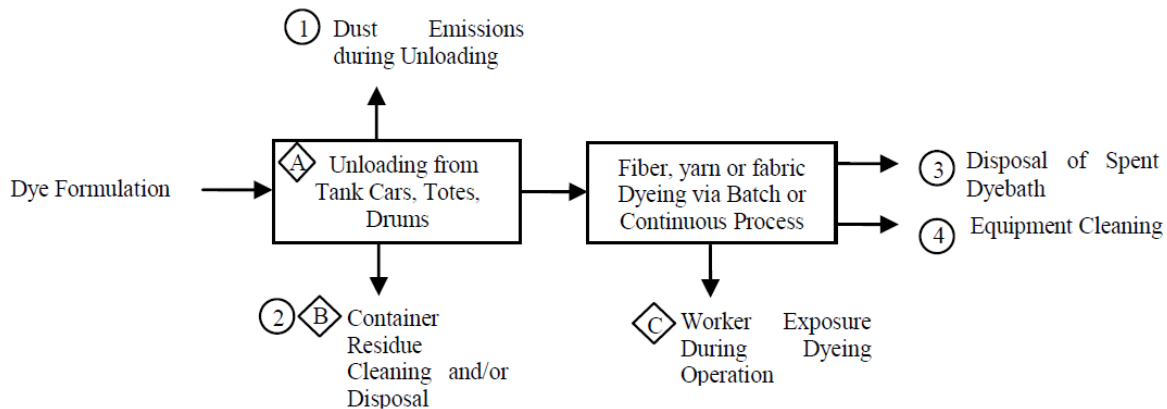 1 Dust Emissions
during Unloading
A Unloading from
Tank Cars, Totes,
Drums
Dye Formulation
Fiber, yarn or fabric
Dyeing via Batch or
Continuous Process
3 Disposal of Spent
Dyebath
4 Equipment Cleaning
2 B Container
Residue
Cleaning and/or
Disposal
C Worker Exposure
During Dyeing
Operation